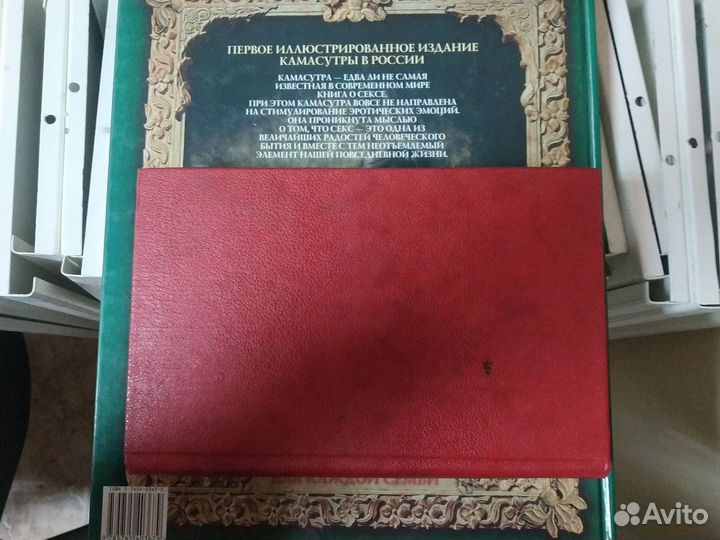 ПЕРВОЕ ИЛЛЮСТРИРОВАННОЕ ИЗДАНИЕ
КАМАСУТРЫ В РОССИИ
КАМАСУТРА — ЕДВА ЛИ НЕ САМАЯ
ИЗВЕСТНАЯ В СОВРЕМЕННОМ МИРЕ
КНИГА О СЕКСЕ.
ПРИ ЭТОМ КАМАСУТРА ВОВСЕ НЕ НАПРАВЛЕНА
НА СТИМУЛИРОВАНИЕ ЭРОТИЧЕСКИХ ЭМОЦИЙ.
ОНА ПРОНИКНУТА МЫСЛЬЮ
О ТОМ, ЧТО СЕКС — ЭТО ОДНА ИЗ
ВЕЛИЧАЙШИХ РАДОСТЕЙ ЧЕЛОВЕЧЕСКОГО
БЫТИЯ И ВМЕСТЕ С ТЕМ НЕОТЪЕМЛЕМЫЙ
ЭЛЕМЕНТ НАШЕЙ ПОВСЕДНЕВНОЙ ЖИЗНИ.
СЕМЬИ
ISBN
Avito